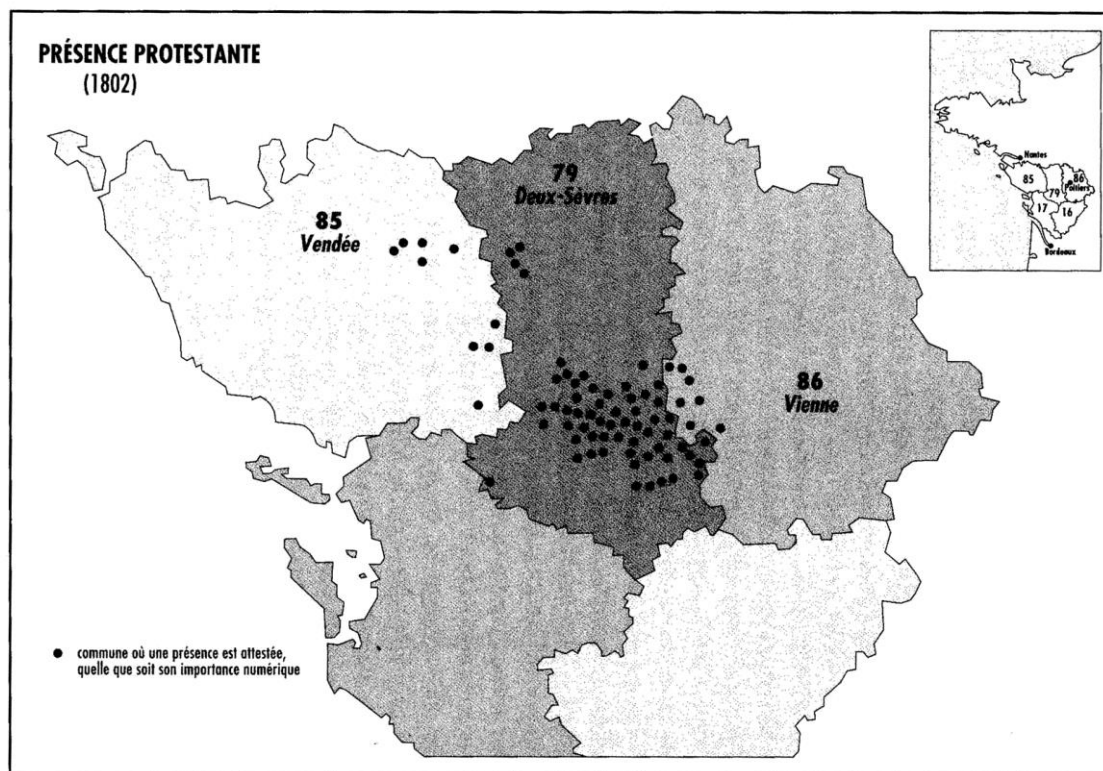 PRÉSENCE PROTESTANTE
(1802)
79
Deux-Sèvres
85
Vendée
86
Vienne
Nantes
85
79
86
Poitiers
17
16
Bordeaux
commune où une présence est attestée,
quelle que soit son importance numérique